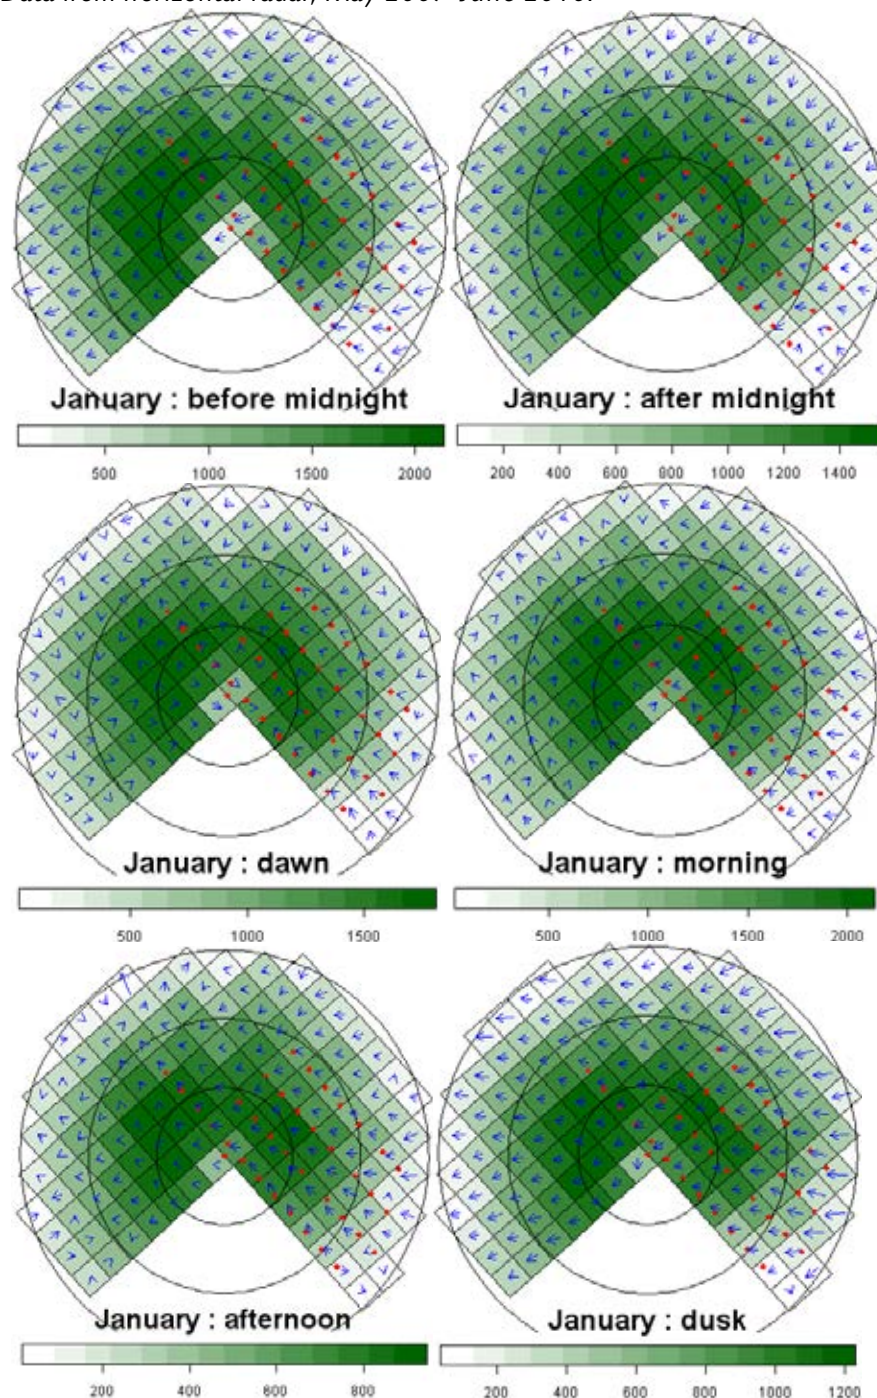 Data from horizontal radar, May 2007-June 2010.
January : before midnight
January : after midnight
500 1000 1500 2000
200 400 600 800 1000 1200 1400
January : dawn
January : morning
500 1000 1500
500 1000 1500 2000
January : afternoon
January : dusk
200 400 600 800
200 400 600 800 1000 1200